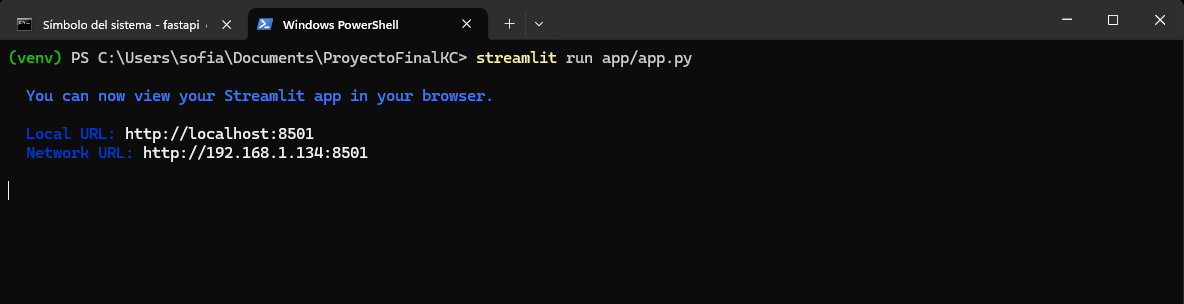 Símbolo del sistema - fastapi
Windows PowerShell
(venv) PS C:\Users\sofia\Documents\ProyectoFinalKC> streamlit run app/app.py
You can now view your Streamlit app in your browser.
Local URL: http://localhost:8501
Network URL: http://192.168.1.134:8501